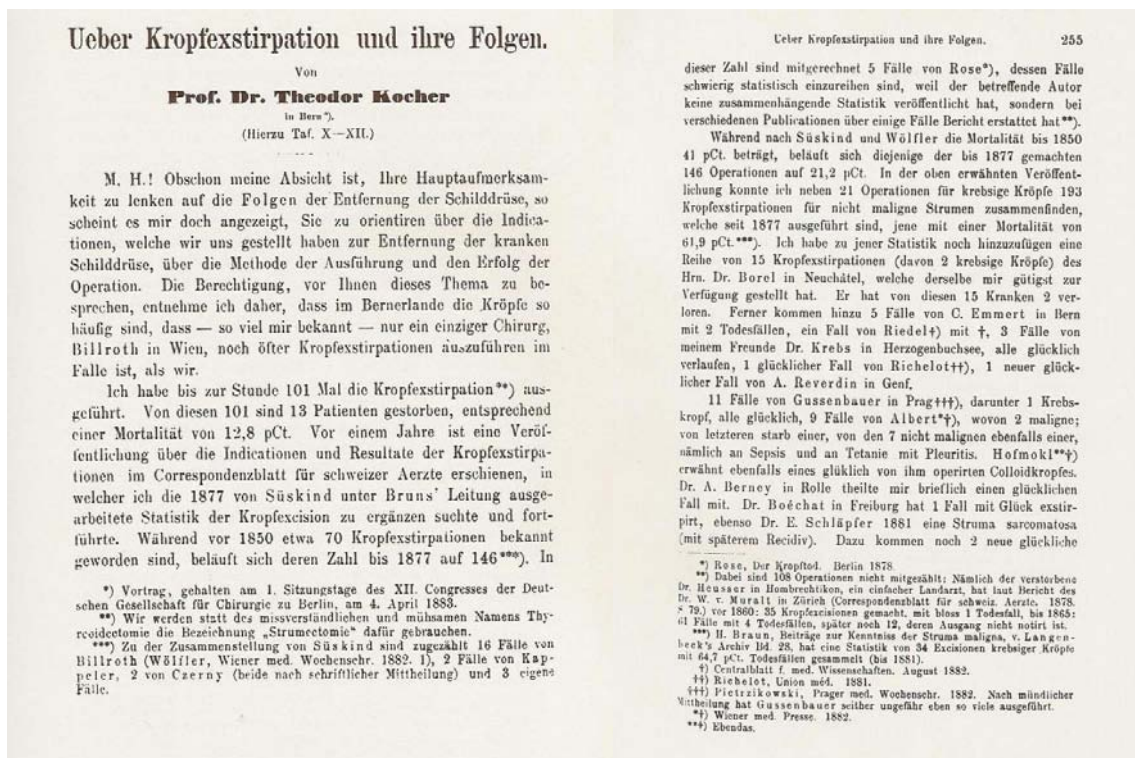 Ueber Kropfexstirpation und ihre Folgen.
Von
Prof. Dr. Theodor Kocher
in Bern*).
(Hierzu Taf. X—XII.)
M. H.! Obschon meine Absicht ist, Ihre Hauptaufmerksam-
keit zu lenken auf die Folgen der Entfernung der Schilddrüse, so
scheint es mir doch angezeigt, Sie zu orientiren über die Indica-
tionen, welche wir uns gestellt haben zur Entfernung der kranken
Schilddrüse, über die Methode der Ausführung und den Erfolg der
Operation. Die Berechtigung, vor Ihnen dieses Thema zu be-
sprechen, entnehme ich daher, dass im Bernerlande die Kröpfe so
häufig sind, dass — so viel mir bekannt — nur ein einziger Chirurg,
Billroth in Wien, noch öfter Kropfexstirpationen auszuführen im
Falle ist, als wir.
Ich habe bis zur Stunde 101 Mal die Kropfexstirpation**) aus-
geführt. Von diesen 101 sind 13 Patienten gestorben, entsprechend
einer Mortalität von 12,8 pCt. Vor einem Jahre ist eine Veröf-
fentlichung über die Indicationen und Resultate der Kropfexstirpa-
tionen im Correspondenzblatt für schweizer Aerzte erschienen, in
welcher ich die 1877 von Süskind unter Bruns' Leitung ausge-
arbeitete Statistik der Kropfexcision zu ergänzen suchte und fort-
führte. Während vor 1850 etwa 70 Kropfexstirpationen bekannt
geworden sind, beläuft sich deren Zahl bis 1877 auf 146***). In
*) Vortrag, gehalten am 1. Sitzungstage des XII. Congresses der Deut-
schen Gesellschaft für Chirurgie zu Berlin, am 4. April 1883.
**) Wir werden statt des missverständlichen und mühsamen Namens Thy-
reoidectomie die Bezeichnung „Strumectomie" dafür gebrauchen.
***) Zu der Zusammenstellung von Süskind sind zugezählt 16 Fälle von
Billroth (Wölfler, Wiener med. Wochenschr. 1882. 1), 2 Fälle von Kap-
peler, 2 von Czerny (beide nach schriftlicher Mittheilung) und 3 eigene
Fälle.
Ueber Kropfexstirpation und ihre Folgen. 255
dieser Zahl sind mitgerechnet 5 Fälle von Rose*), dessen Fälle
schwierig statistisch einzureihen sind, weil der betreffende Autor
keine zusammenhängende Statistik veröffentlicht hat, sondern bei
verschiedenen Publicationen über einige Fälle Bericht erstattet hat**).
Während nach Süskind und Wölfler die Mortalität bis 1850
41 pCt. beträgt, beläuft sich diejenige der bis 1877 gemachten
146 Operationen auf 21,2 pCt. In der oben erwähnten Veröffent-
lichung konnte ich neben 21 Operationen für krebsige Kröpfe 193
Kropfexstirpationen für nicht maligne Strumen zusammenfinden,
welche seit 1877 ausgeführt sind, jene mit einer Mortalität von
61,9 pCt.***). Ich habe zu jener Statistik noch hinzuzufügen eine
Reihe von 15 Kropfexstirpationen (davon 2 krebsige Kröpfe) des
Hrn. Dr. Borel in Neuchâtel, welche derselbe mir gütigst zur
Verfügung gestellt hat. Er hat von diesen 15 Kranken 2 ver-
loren. Ferner kommen hinzu 5 Fälle von C. Emmert in Bern
mit 2 Todesfällen, ein Fall von Riedel†) mit †, 3 Fälle von
meinem Freunde Dr. Krebs in Herzogenbuchsee, alle glücklich
verlaufen, 1 glücklicher Fall von Richelot††), 1 neuer glück-
licher Fall von A. Reverdin in Genf.
11 Fälle von Gussenbauer in Prag†††), darunter 1 Krebs-
kropf, alle glücklich, 9 Fälle von Albert*†), wovon 2 maligne;
von letzteren starb einer, von den 7 nicht malignen ebenfalls einer,
nämlich an Sepsis und an Tetanie mit Pleuritis. Hofmokl**†)
erwähnt ebenfalls eines glüklich von ihm operirten Colloidkropfes.
Dr. A. Berney in Rolle theilte mir brieflich einen glücklichen
Fall mit. Dr. Boéchat in Freiburg hat 1 Fall mit Glück exstir-
pirt, ebenso Dr. E. Schläpfer 1881 eine Struma sarcomatosa
(mit späterem Recidiv). Dazu kommen noch 2 neue glückliche
*) Rose, Der Kropftod. Berlin 1878.
**) Dabei sind 108 Operationen nicht mitgezählt: Nämlich der verstorbene
Dr. Heusser in Hombrechtikon, ein einfacher Landarzt, hat laut Bericht des
Dr. W. v. Muralt in Zürich (Correspondenzblatt für schweiz. Aerzte. 1878.
S 79.) vor 1860: 35 Kropfexcisionen gemacht, mit bloss 1 Todesfall, bis 1865:
61 Fälle mit 4 Todesfällen, später noch 12, deren Ausgang nicht notirt ist.
***) H. Braun, Beiträge zur Kenntniss der Struma maligna, v. Langen-
beck's Archiv Bd. 28, hat eine Statistik von 34 Excisionen krebsiger Kröpfe
mit 64,7 pCt. Todesfällen gesammelt (bis 1881).
†) Centralblatt f. med. Wissenschaften. August 1882.
††) Richelot, Union méd. 1881.
†††) Pietrzikowski, Prager med. Wochenschr. 1882. Nach mündlicher
Mittheilung hat Gussenbauer seither ungefähr eben so viele ausgeführt.
*†) Wiener med. Presse. 1882.
**†) Ebendas.